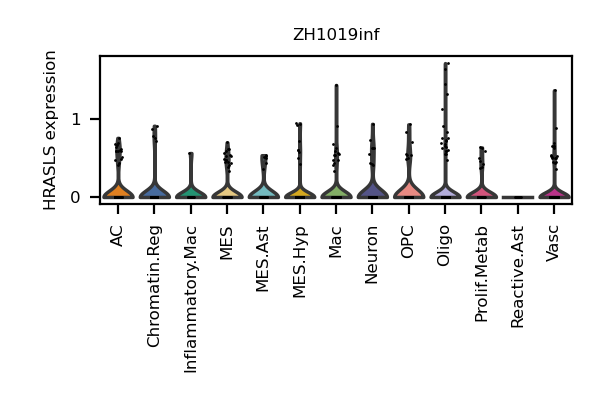 ZH1019inf
HRASLS expression
1
0
AC
Chromatin.Reg
Inflammatory.Mac
MES
MES.Ast
MES.Hyp
Mac
Neuron
OPC
Oligo
Prolif.Metab
Reactive.Ast
Vasc